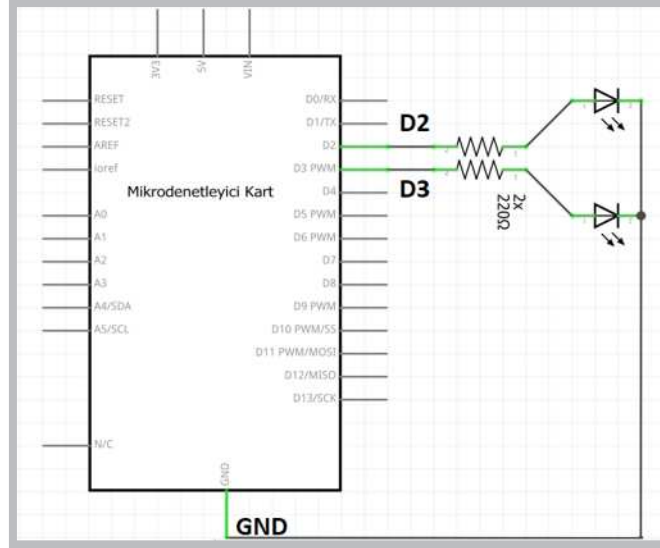 3V3
5V
VIN
RESET
RESET2
AREF
ioref
A0
A1
A2
A3
A4/SDA
A5/SCL
N/C
Mikrodenetleyici Kart
D0/RX
D1/TX
D2
D3 PWM
D4
D5 PWM
D6 PWM
D7
D8
D9 PWM
D10 PWM/SS
D11 PWM/MOSI
D12/MISO
D13/SCK
GND
D2
D3
2x
220Ω
GND